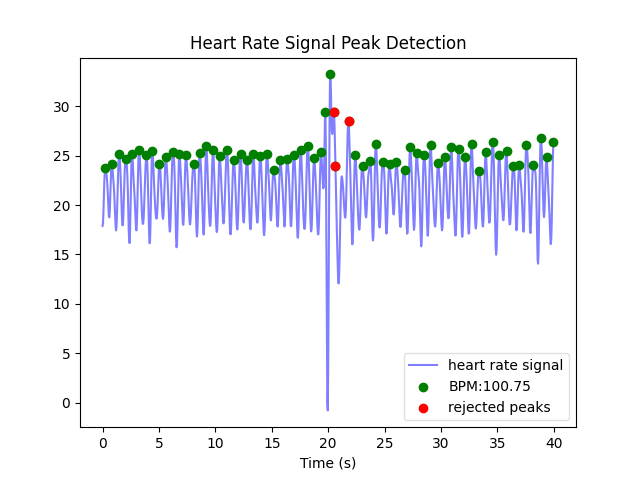 Heart Rate Signal Peak Detection
30
25
20
15
10
5
0
0 5 10 15 20 25 30 35 40
Time (s)
heart rate signal
BPM:100.75
rejected peaks